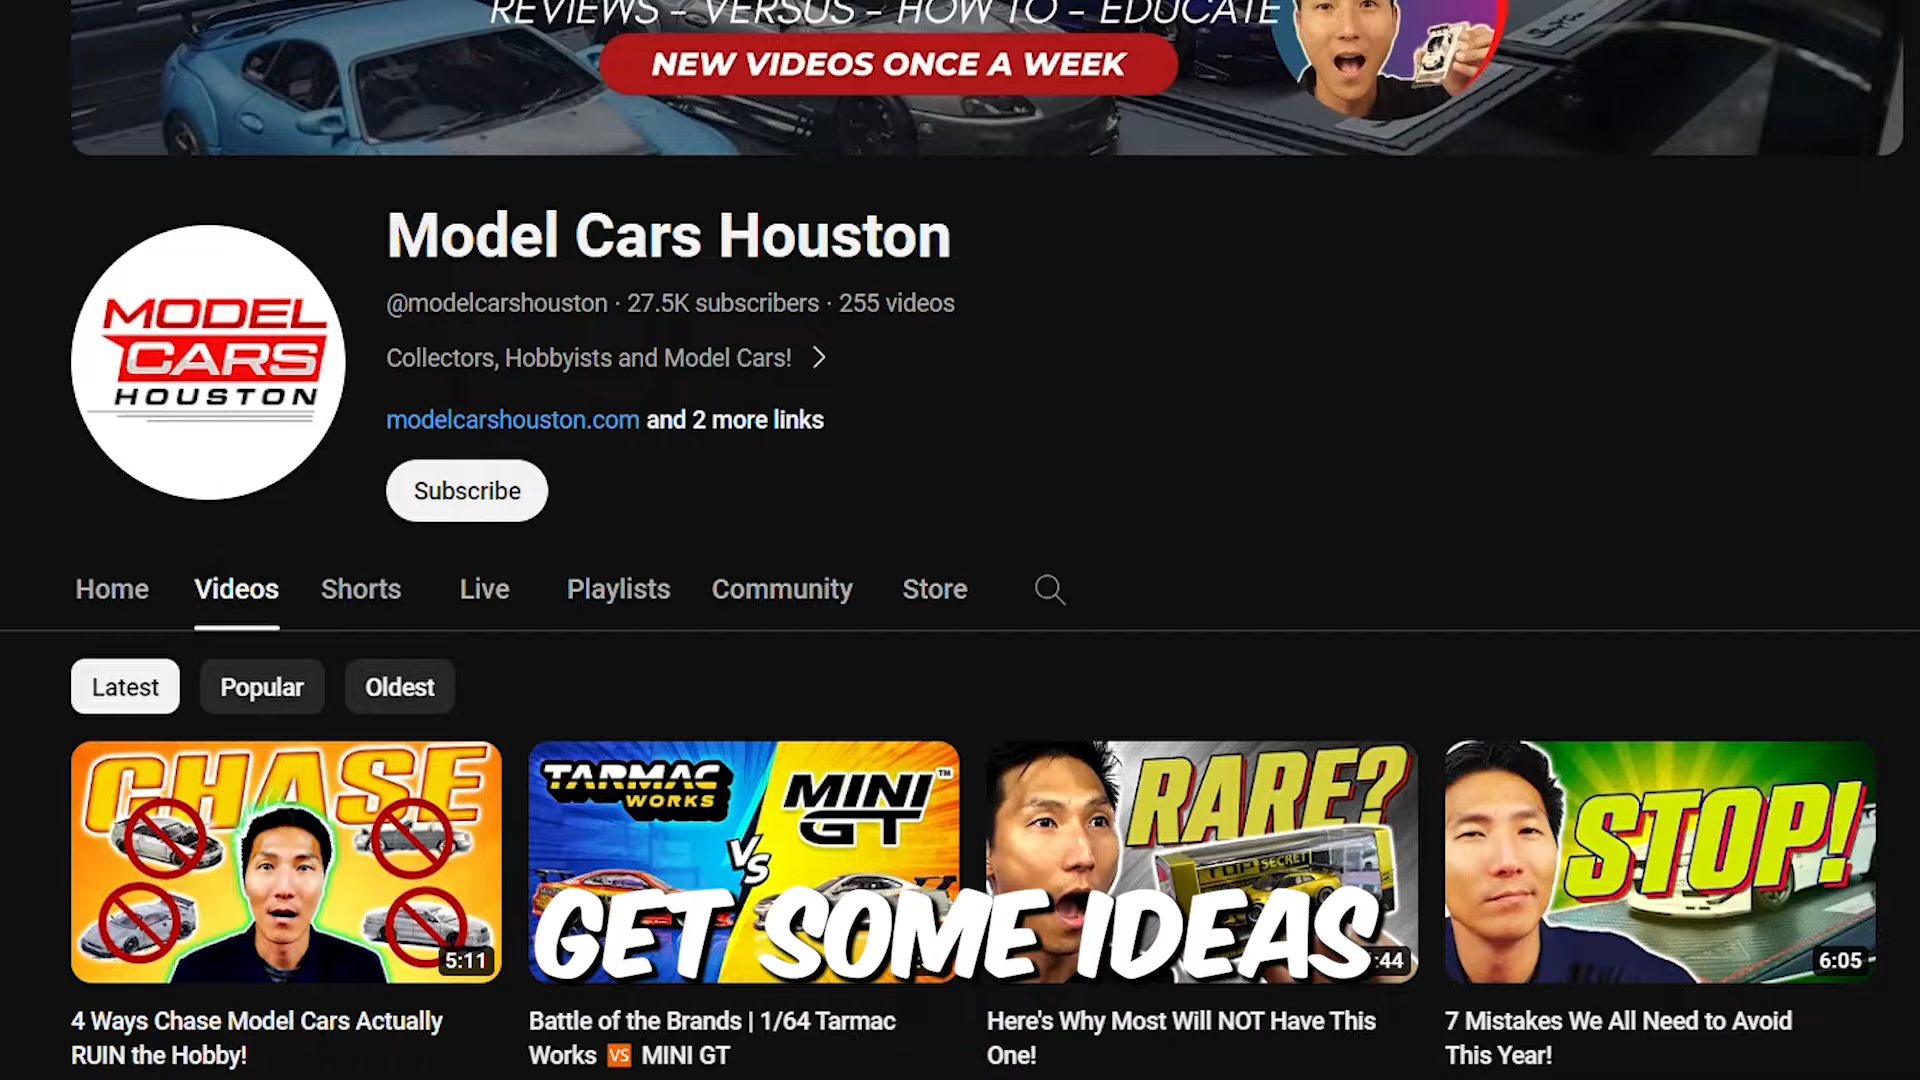 REVIEWS - VERSUS - HOW TO - EDUCATE
NEW VIDEOS ONCE A WEEK
Model Cars Houston
MODEL
CARS
HOUSTON
@modelcarshouston · 27.5K subscribers · 255 videos
Collectors, Hobbyists and Model Cars!
modelcarshouston.com and 2 more links
Subscribe
Home Videos Shorts Live Playlists Community Store
Latest Popular Oldest
CHASE
5:11
TARMAC
WORKS
VS
MINI
GT
TM
RARE?
TOP SECRET
:44
STOP!
6:05
GET SOME IDEAS
4 Ways Chase Model Cars Actually
RUIN the Hobby!
Battle of the Brands | 1/64 Tarmac
Works VS MINI GT
Here's Why Most Will NOT Have This
One!
7 Mistakes We All Need to Avoid
This Year!